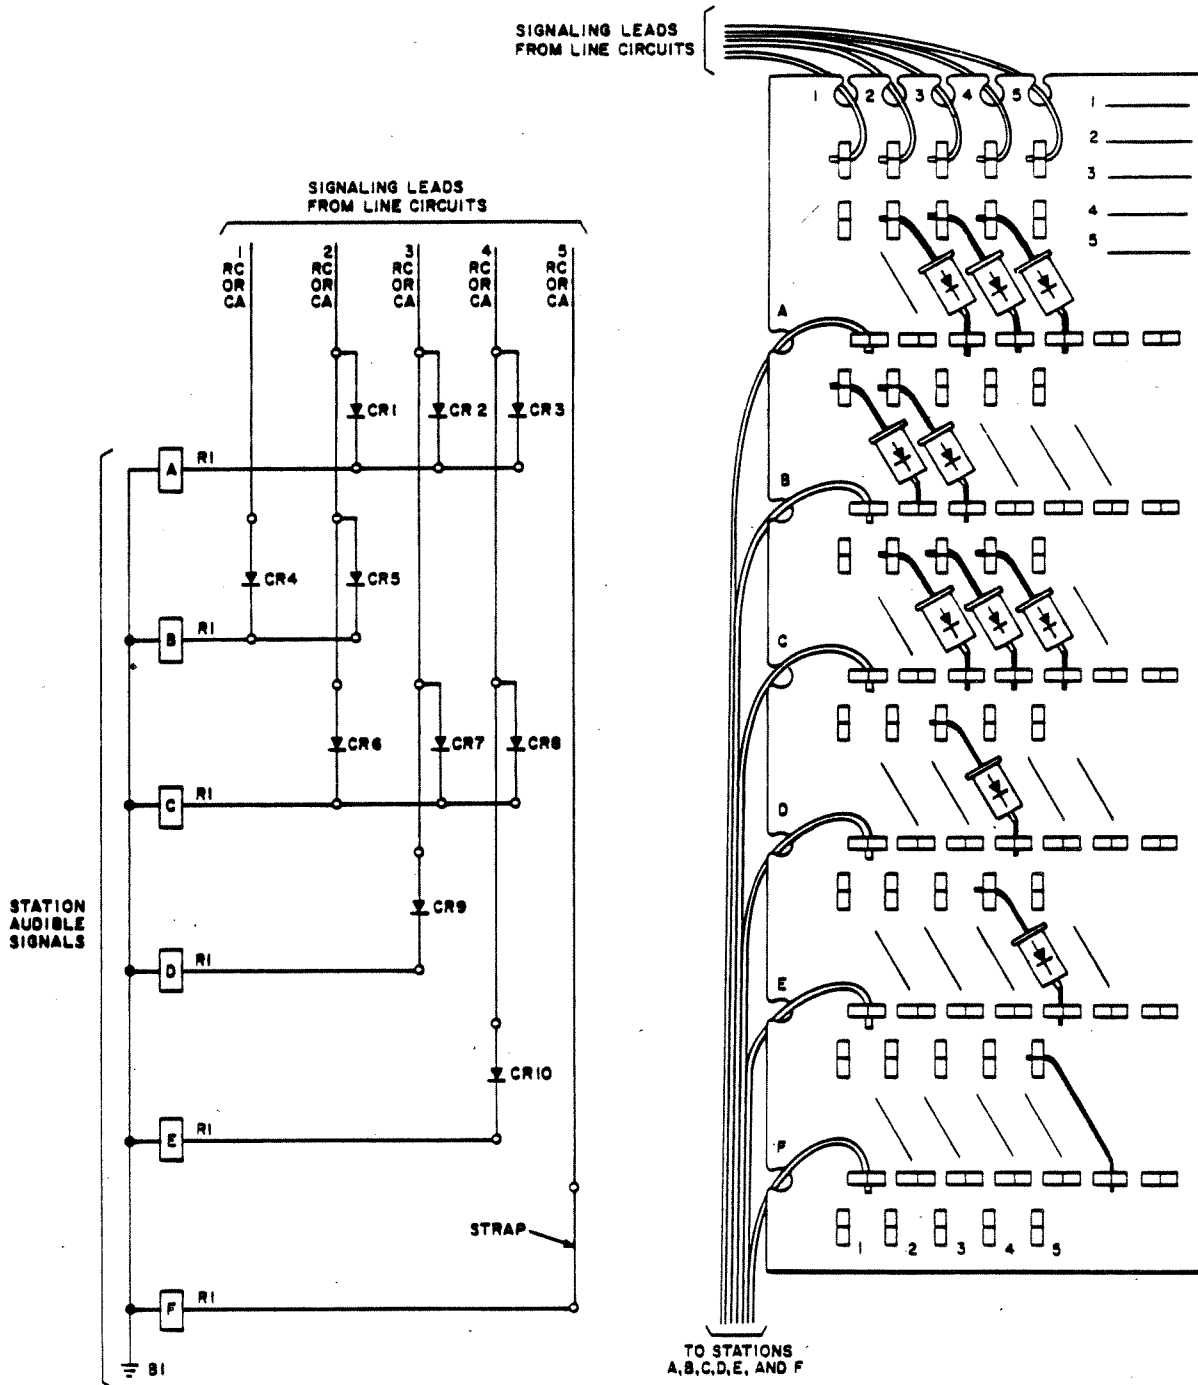 SIGNALING LEADS
FROM LINE CIRCUITS
1 2 3 4 5
1
2
3
4
5
SIGNALING LEADS
FROM LINE CIRCUITS
1 2 3 4 5
RC RC RC RC RC
OR OR OR OR OR
CA CA CA CA CA
A
CR1 CR2 CR3
A R1
B
CR4 CR5
B R1
C
CR6 CR7 CR8
C R1
D
STATION
AUDIBLE
SIGNALS
CR9
D R1
E
CR10
E R1
F
STRAP
1 2 3 4 5
F R1
B1
TO STATIONS
A,B,C,D,E, AND F